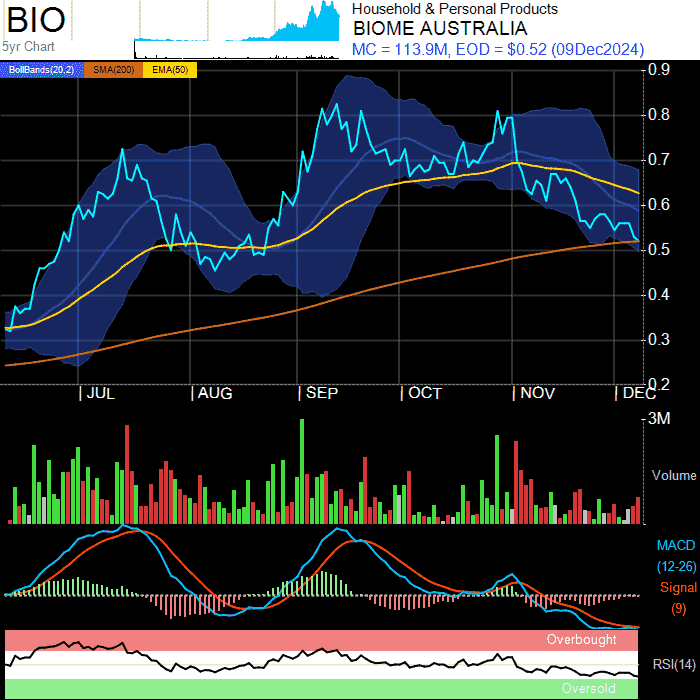 BIO
5yr Chart
Household & Personal Products
BIOME AUSTRALIA
MC = 113.9M, EOD = $0.52 (09Dec2024)
BollBands(20,2) SMA(200) EMA(50)
0.9
0.8
0.7
0.6
0.5
0.4
0.3
0.2
JUL AUG SEP OCT NOV DEC
3M
Volume
MACD
(12-26)
Signal
(9)
Overbought
RSI(14)
Oversold